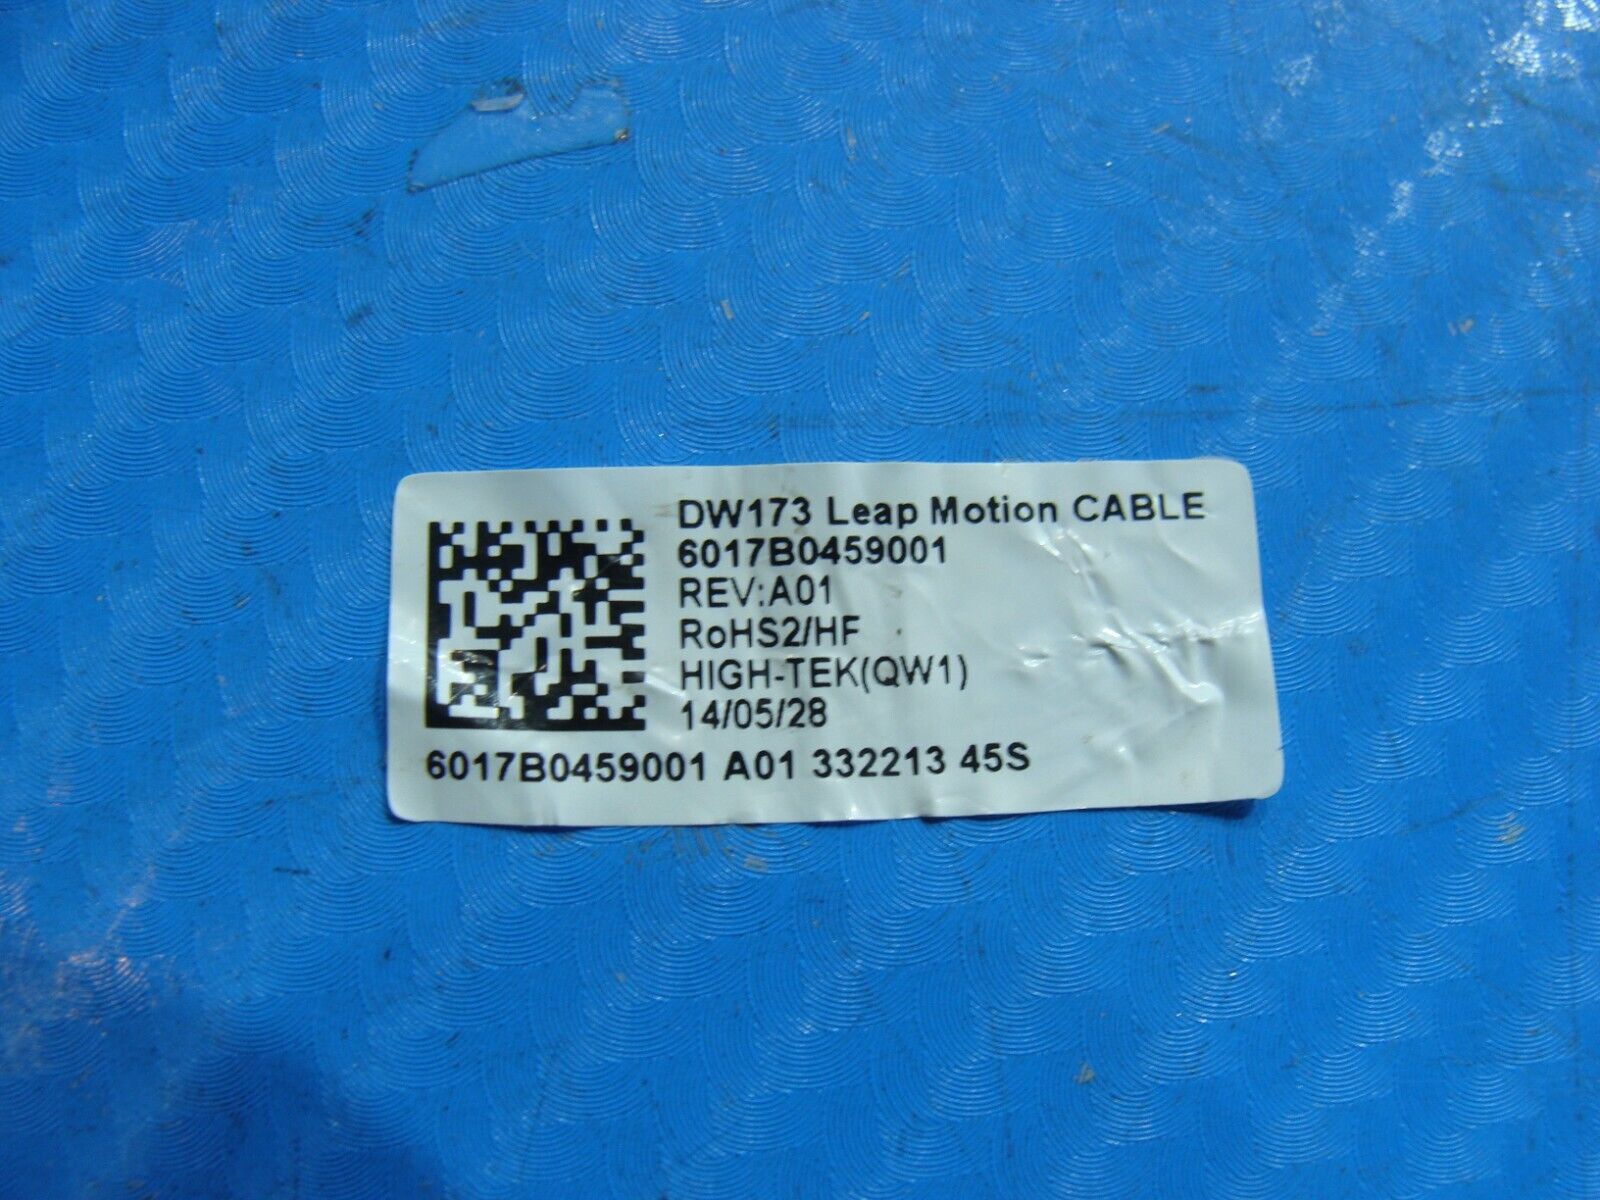 DW173 Leap Motion CABLE
6017B0459001
REV:A01
RoHS2/HF
HIGH-TEK(QW1)
14/05/28
6017B0459001 A01 332213 45S